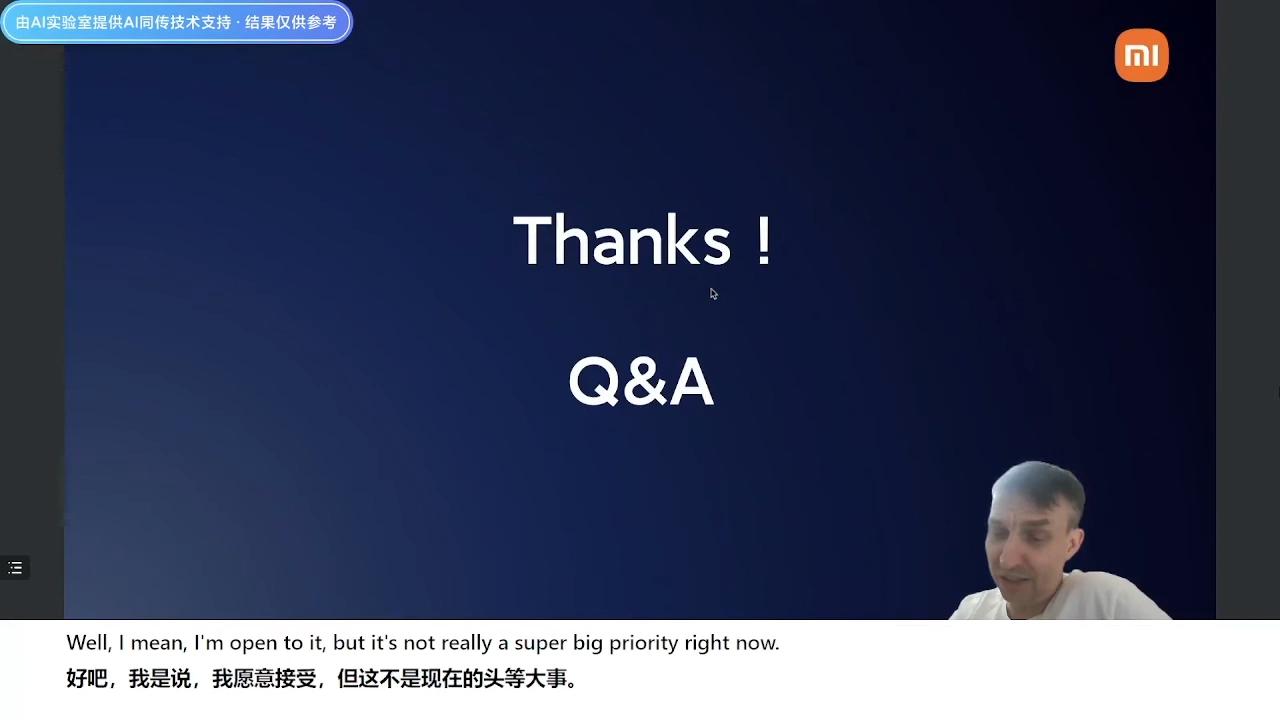 由AI实验室提供AI同传技术支持 · 结果仅供参考
mi
Thanks !
Q&A
Well, I mean, I'm open to it, but it's not really a super big priority right now.
好吧，我是说，我愿意接受，但这不是现在的头等大事。